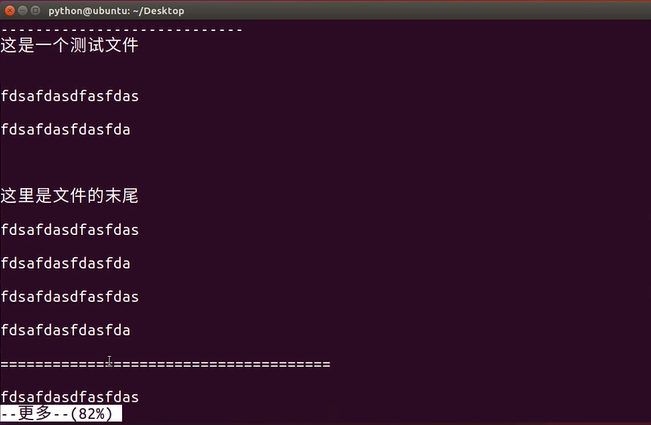 python@ubuntu: ~/Desktop
----------------------------
这是一个测试文件
fdsafdasdfasfdas
fdsafdasfdasfda
这里是文件的末尾
fdsafdasdfasfdas
fdsafdasfdasfda
fdsafdasdfasfdas
fdsafdasfdasfda
======================================
fdsafdasdfasfdas
--更多--(82%)